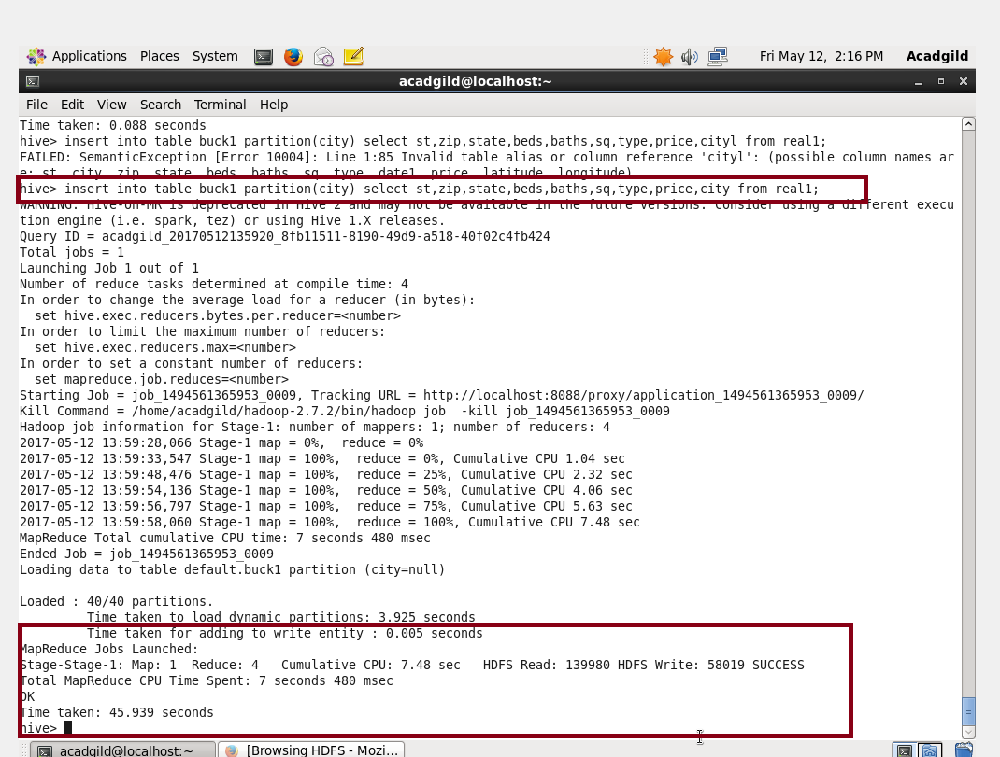 Applications Places System Fri May 12, 2:16 PM Acadgild
acadgild@localhost:~
File Edit View Search Terminal Help
Time taken: 0.088 seconds
hive> insert into table buck1 partition(city) select st,zip,state,beds,baths,sq,type,price,cityl from real1;
FAILED: SemanticException [Error 10004]: Line 1:85 Invalid table alias or column reference 'cityl': (possible column names ar
e: st, city, zip, state, beds, baths, sq, type, date1, price, latitude, longitude)
hive> insert into table buck1 partition(city) select st,zip,state,beds,baths,sq,type,price,city from real1;
WARNING: Hive-on-MR is deprecated in Hive 2 and may not be available in the future versions. Consider using a different execu
tion engine (i.e. spark, tez) or using Hive 1.X releases.
Query ID = acadgild_20170512135920_8fb11511-8190-49d9-a518-40f02c4fb424
Total jobs = 1
Launching Job 1 out of 1
Number of reduce tasks determined at compile time: 4
In order to change the average load for a reducer (in bytes):
  set hive.exec.reducers.bytes.per.reducer=<number>
In order to limit the maximum number of reducers:
  set hive.exec.reducers.max=<number>
In order to set a constant number of reducers:
  set mapreduce.job.reduces=<number>
Starting Job = job_1494561365953_0009, Tracking URL = http://localhost:8088/proxy/application_1494561365953_0009/
Kill Command = /home/acadgild/hadoop-2.7.2/bin/hadoop job  -kill job_1494561365953_0009
Hadoop job information for Stage-1: number of mappers: 1; number of reducers: 4
2017-05-12 13:59:28,066 Stage-1 map = 0%,  reduce = 0%
2017-05-12 13:59:33,547 Stage-1 map = 100%,  reduce = 0%, Cumulative CPU 1.04 sec
2017-05-12 13:59:48,476 Stage-1 map = 100%,  reduce = 25%, Cumulative CPU 2.32 sec
2017-05-12 13:59:54,136 Stage-1 map = 100%,  reduce = 50%, Cumulative CPU 4.06 sec
2017-05-12 13:59:56,797 Stage-1 map = 100%,  reduce = 75%, Cumulative CPU 5.63 sec
2017-05-12 13:59:58,060 Stage-1 map = 100%,  reduce = 100%, Cumulative CPU 7.48 sec
MapReduce Total cumulative CPU time: 7 seconds 480 msec
Ended Job = job_1494561365953_0009
Loading data to table default.buck1 partition (city=null)
Loaded : 40/40 partitions.
         Time taken to load dynamic partitions: 3.925 seconds
         Time taken for adding to write entity : 0.005 seconds
MapReduce Jobs Launched:
Stage-Stage-1: Map: 1  Reduce: 4   Cumulative CPU: 7.48 sec   HDFS Read: 139980 HDFS Write: 58019 SUCCESS
Total MapReduce CPU Time Spent: 7 seconds 480 msec
OK
Time taken: 45.939 seconds
hive>
acadgild@localhost:~ [Browsing HDFS - Mozi...